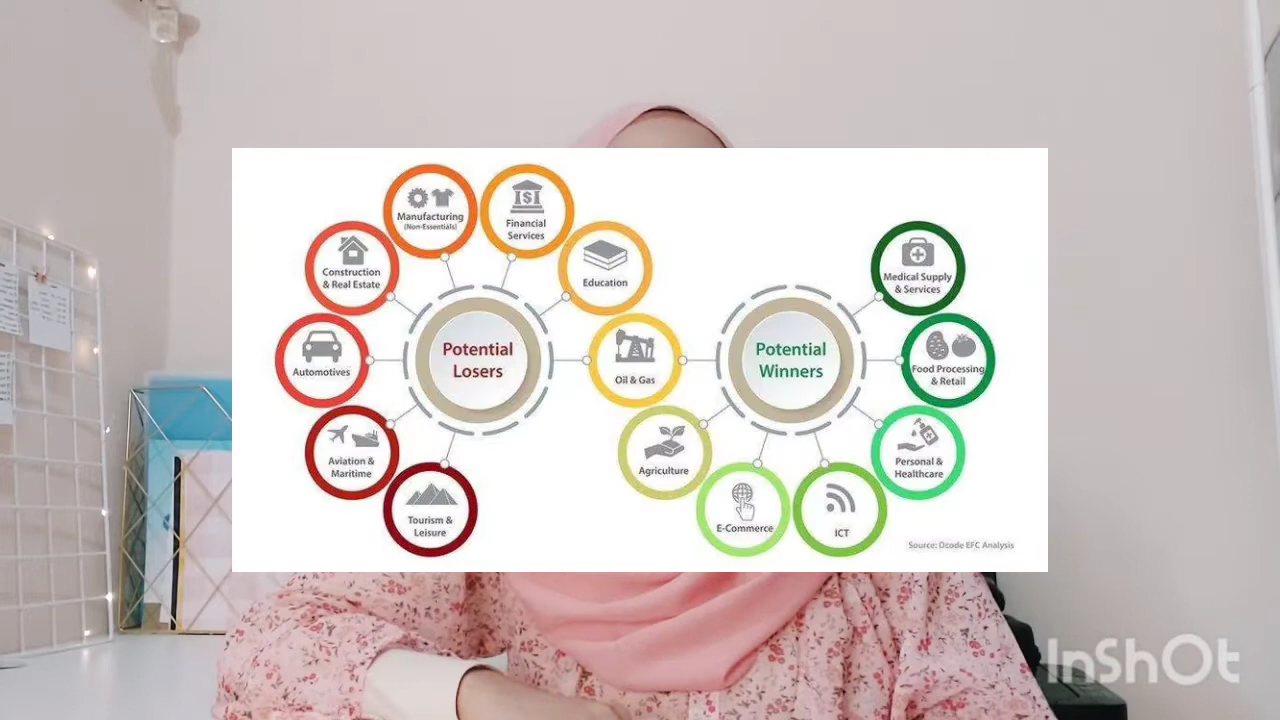 Manufacturing
(Non-Essentials)
Financial
Services
Construction
& Real Estate
Education
Automotives
Potential
Losers
Oil & Gas
Aviation &
Maritime
Tourism &
Leisure
Potential
Winners
Medical Supply
& Services
Food Processing
& Retail
Personal &
Healthcare
Agriculture
E-Commerce
ICT
Source: Dcode EFC Analysis
InShOt